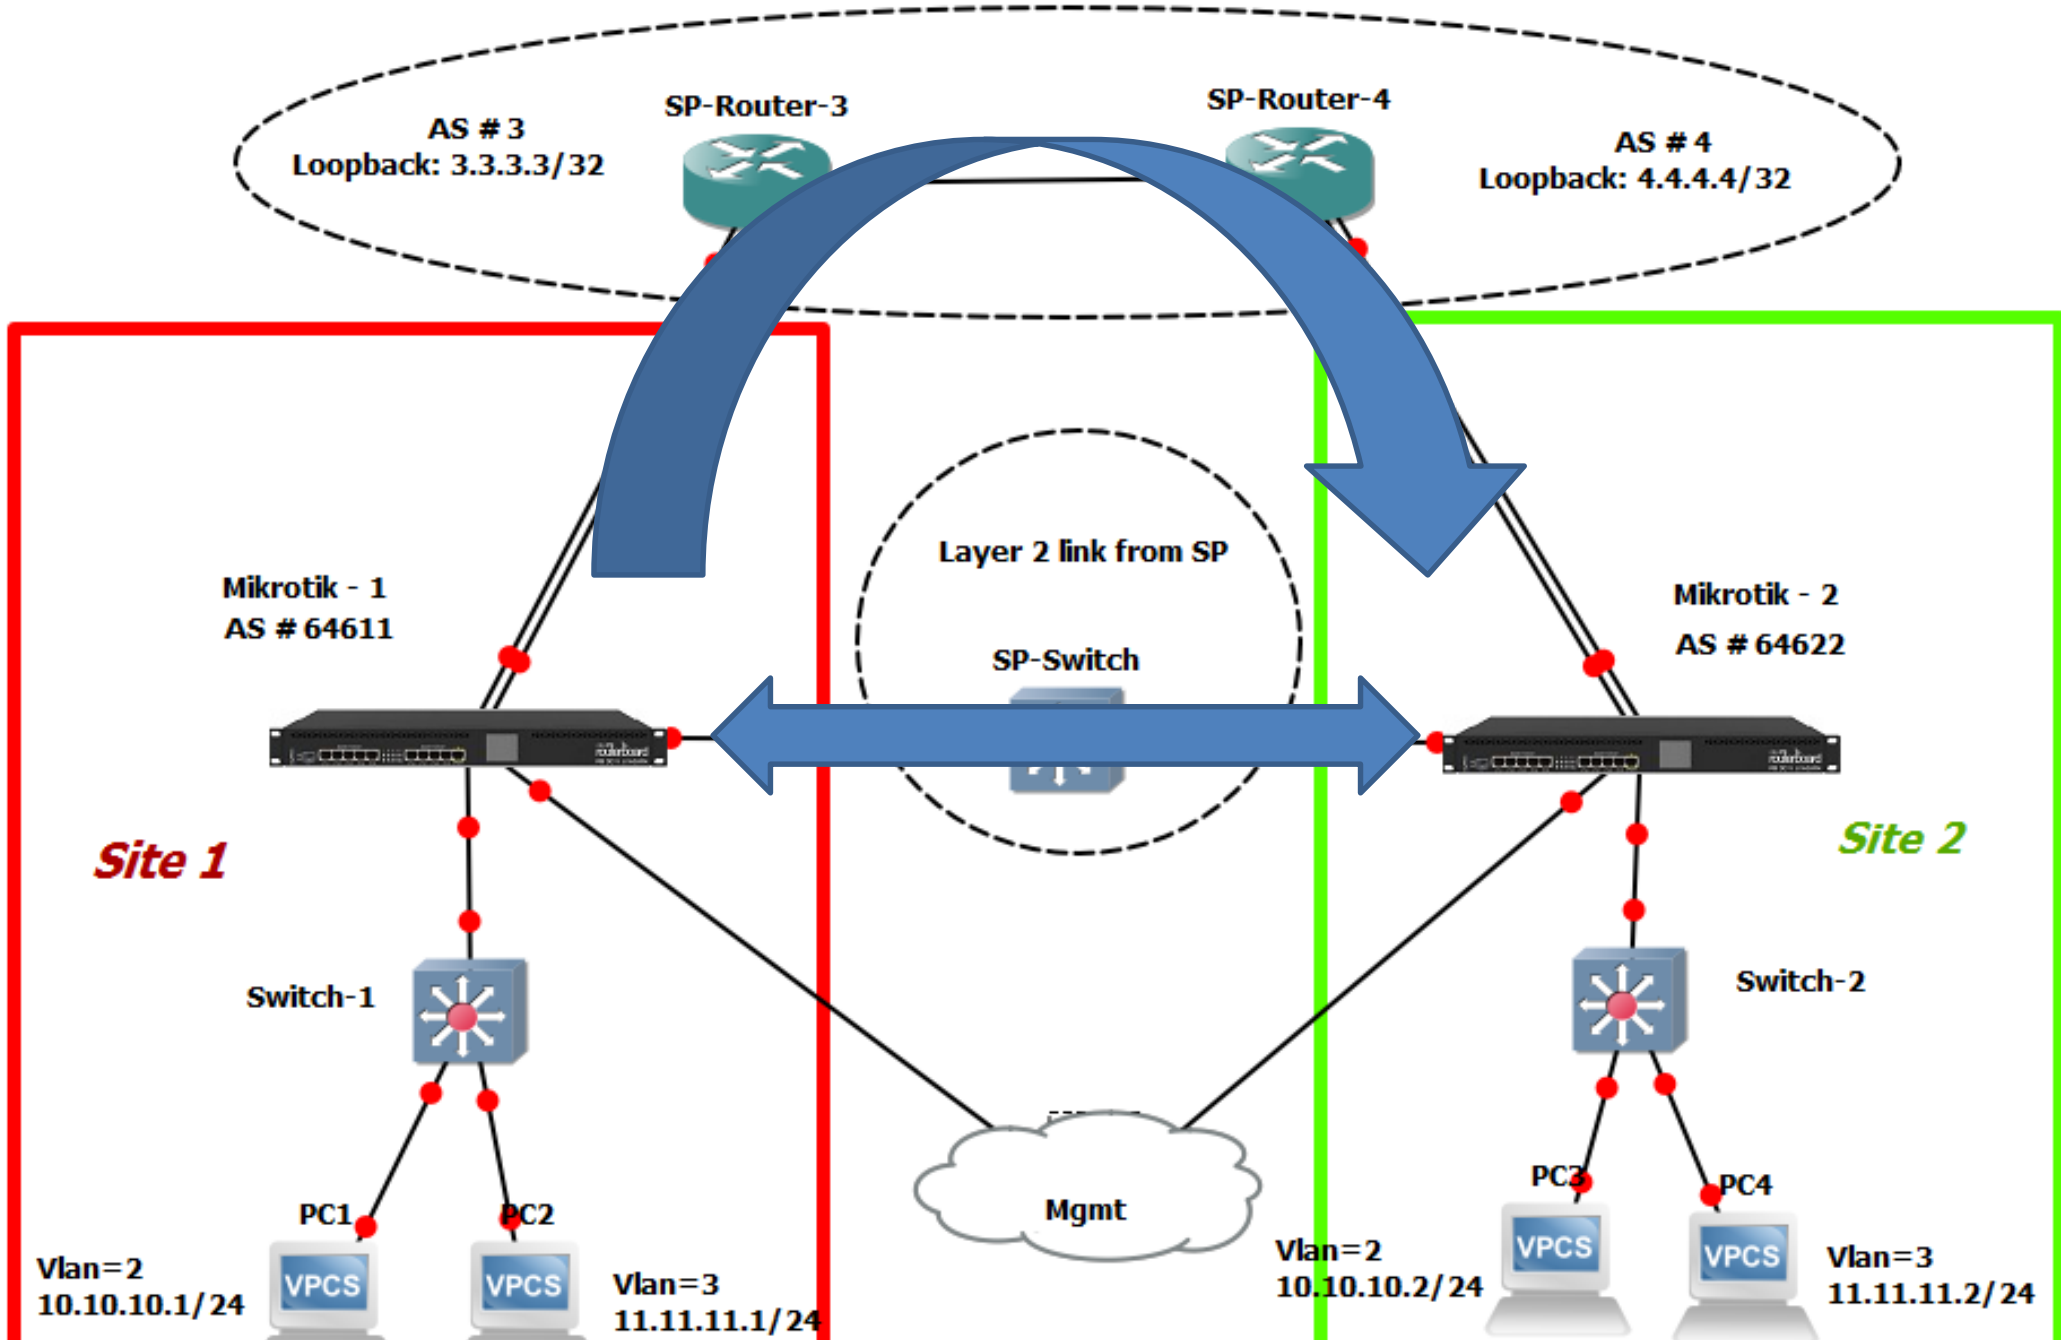 SP-Router-3
SP-Router-4
AS # 3
Loopback: 3.3.3.3/32
AS # 4
Loopback: 4.4.4.4/32
Layer 2 link from SP
SP-Switch
Mikrotik - 1
AS # 64611
Mikrotik - 2
AS # 64622
routerboard
routerboard
Site 1
Site 2
Switch-1
Switch-2
Mgmt
PC1
PC2
PC3
PC4
VPCS
VPCS
VPCS
VPCS
Vlan=2
10.10.10.1/24
Vlan=3
11.11.11.1/24
Vlan=2
10.10.10.2/24
Vlan=3
11.11.11.2/24